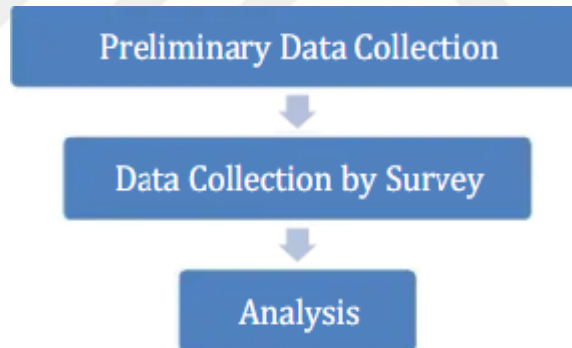 Preliminary Data Collection
Data Collection by Survey
Analysis